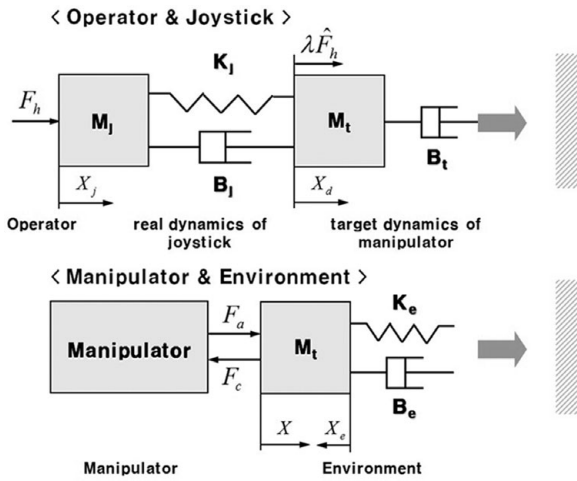 < Operator & Joystick >
λF̂_h
K_J
F_h
M_J
M_t
B_J
B_t
X_j
X_d
Operator
real dynamics of joystick
target dynamics of manipulator
< Manipulator & Environment >
K_e
F_a
Manipulator
M_t
F_c
B_e
X
X_e
Manipulator
Environment